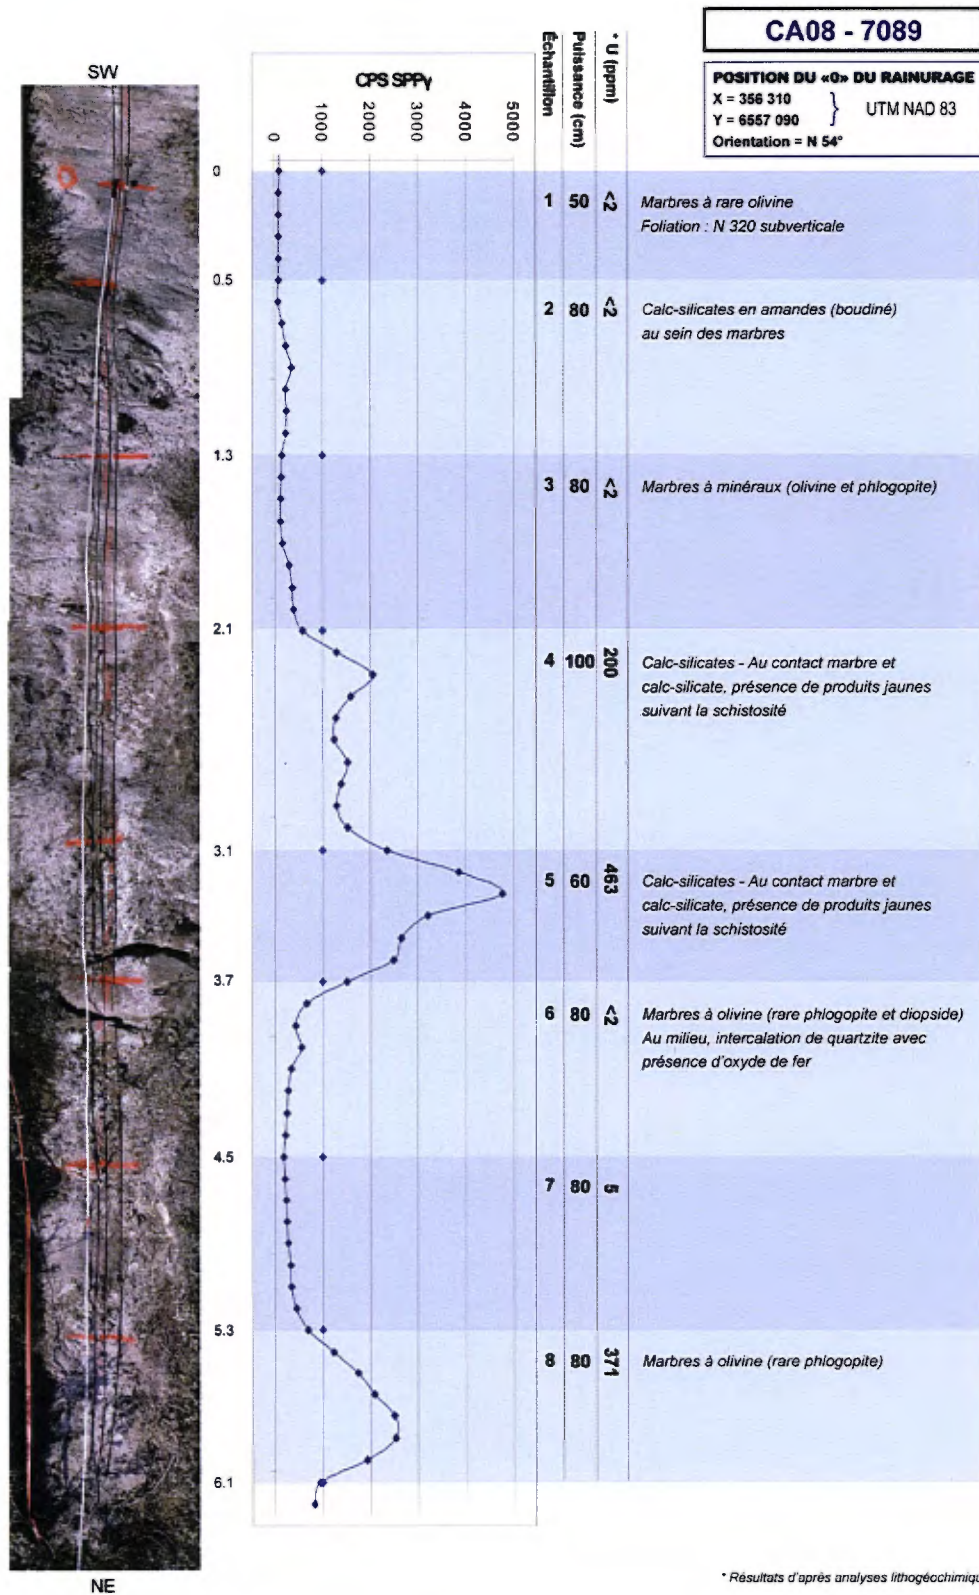 CA08 - 7089
POSITION DU «0» DU RAINURAGE
X = 356 310
Y = 6557 090
} UTM NAD 83
Orientation = N 54°
SW
CPS SPPγ
0 1000 2000 3000 4000 5000
Échantillon Puissance (cm) * U (ppm)
0
1 50 <2 Marbres à rare olivine
Foliation : N 320 subverticale
0.5
2 80 <2 Calc-silicates en amandes (boudiné)
au sein des marbres
1.3
3 80 <2 Marbres à minéraux (olivine et phlogopite)
2.1
4 100 200 Calc-silicates - Au contact marbre et
calc-silicate, présence de produits jaunes
suivant la schistosité
3.1
5 60 463 Calc-silicates - Au contact marbre et
calc-silicate, présence de produits jaunes
suivant la schistosité
3.7
6 80 <2 Marbres à olivine (rare phlogopite et diopside)
Au milieu, intercalation de quartzite avec
présence d'oxyde de fer
4.5
7 80 5
5.3
8 80 371 Marbres à olivine (rare phlogopite)
6.1
NE
* Résultats d'après analyses lithogéochimiq